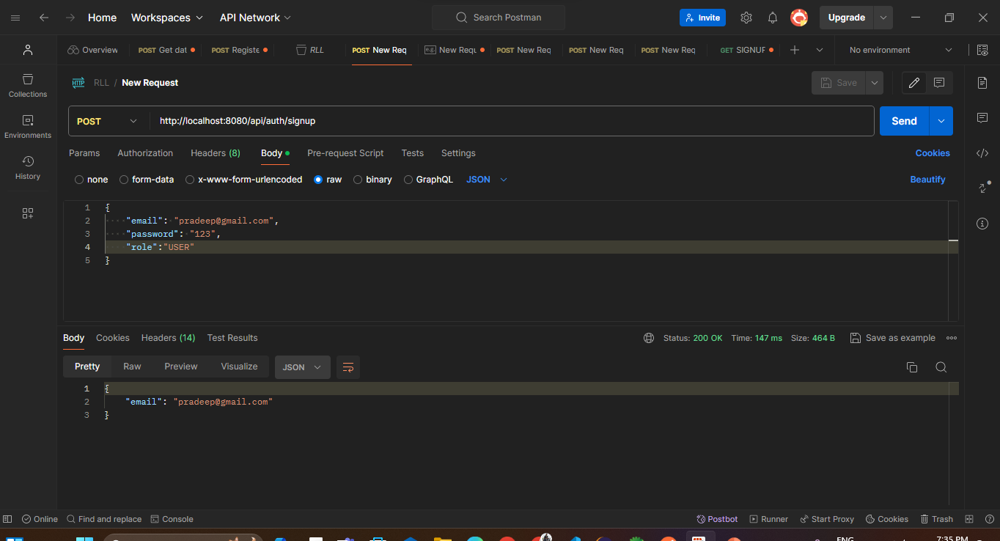 Home Workspaces API Network Search Postman Invite Upgrade
Overview POST Get dat POST Registe RLL POST New Req e.g. New Requ POST New Req POST New Req POST New Req GET SIGNUP No environment
HTTP RLL / New Request Save
Collections
Environments
History
POST http://localhost:8080/api/auth/signup Send
Params Authorization Headers (8) Body Pre-request Script Tests Settings Cookies
none form-data x-www-form-urlencoded raw binary GraphQL JSON Beautify
1 {
2 "email": "pradeep@gmail.com",
3 "password": "123",
4 "role":"USER"
5 }
Body Cookies Headers (14) Test Results Status: 200 OK Time: 147 ms Size: 464 B Save as example
Pretty Raw Preview Visualize JSON
1 {
2 "email": "pradeep@gmail.com"
3 }
Online Find and replace Console Postbot Runner Start Proxy Cookies Trash
ENG 7:35 PM